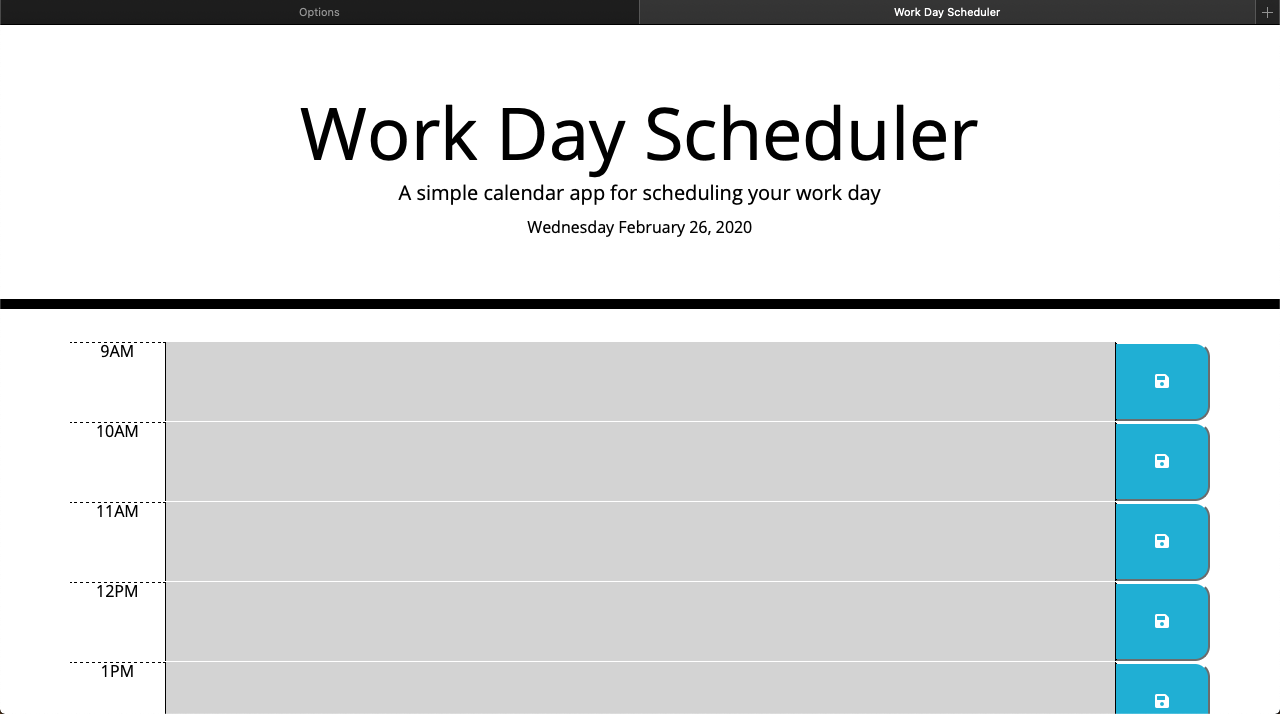 Options
Work Day Scheduler
Work Day Scheduler
A simple calendar app for scheduling your work day
Wednesday February 26, 2020
9AM
10AM
11AM
12PM
1PM